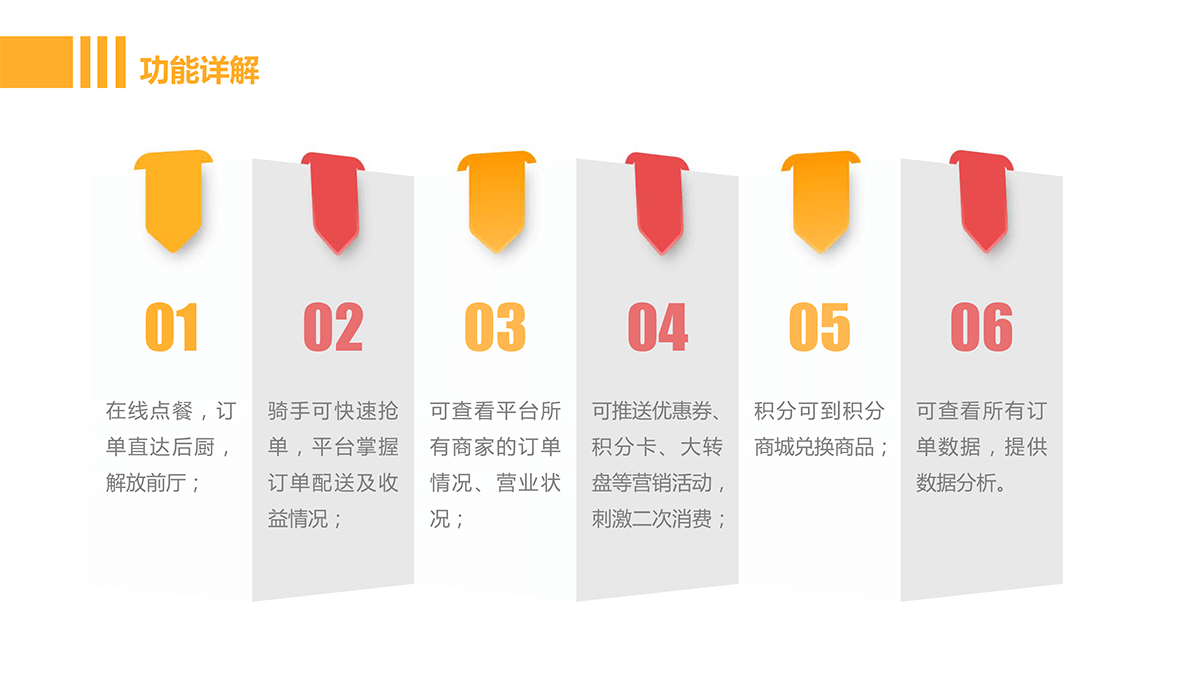 功能详解
01
在线点餐，订
单直达后厨，
解放前厅；
02
骑手可快速抢
单，平台掌握
订单配送及收
益情况；
03
可查看平台所
有商家的订单
情况、营业状
况；
04
可推送优惠券、
积分卡、大转
盘等营销活动，
刺激二次消费；
05
积分可到积分
商城兑换商品；
06
可查看所有订
单数据，提供
数据分析。